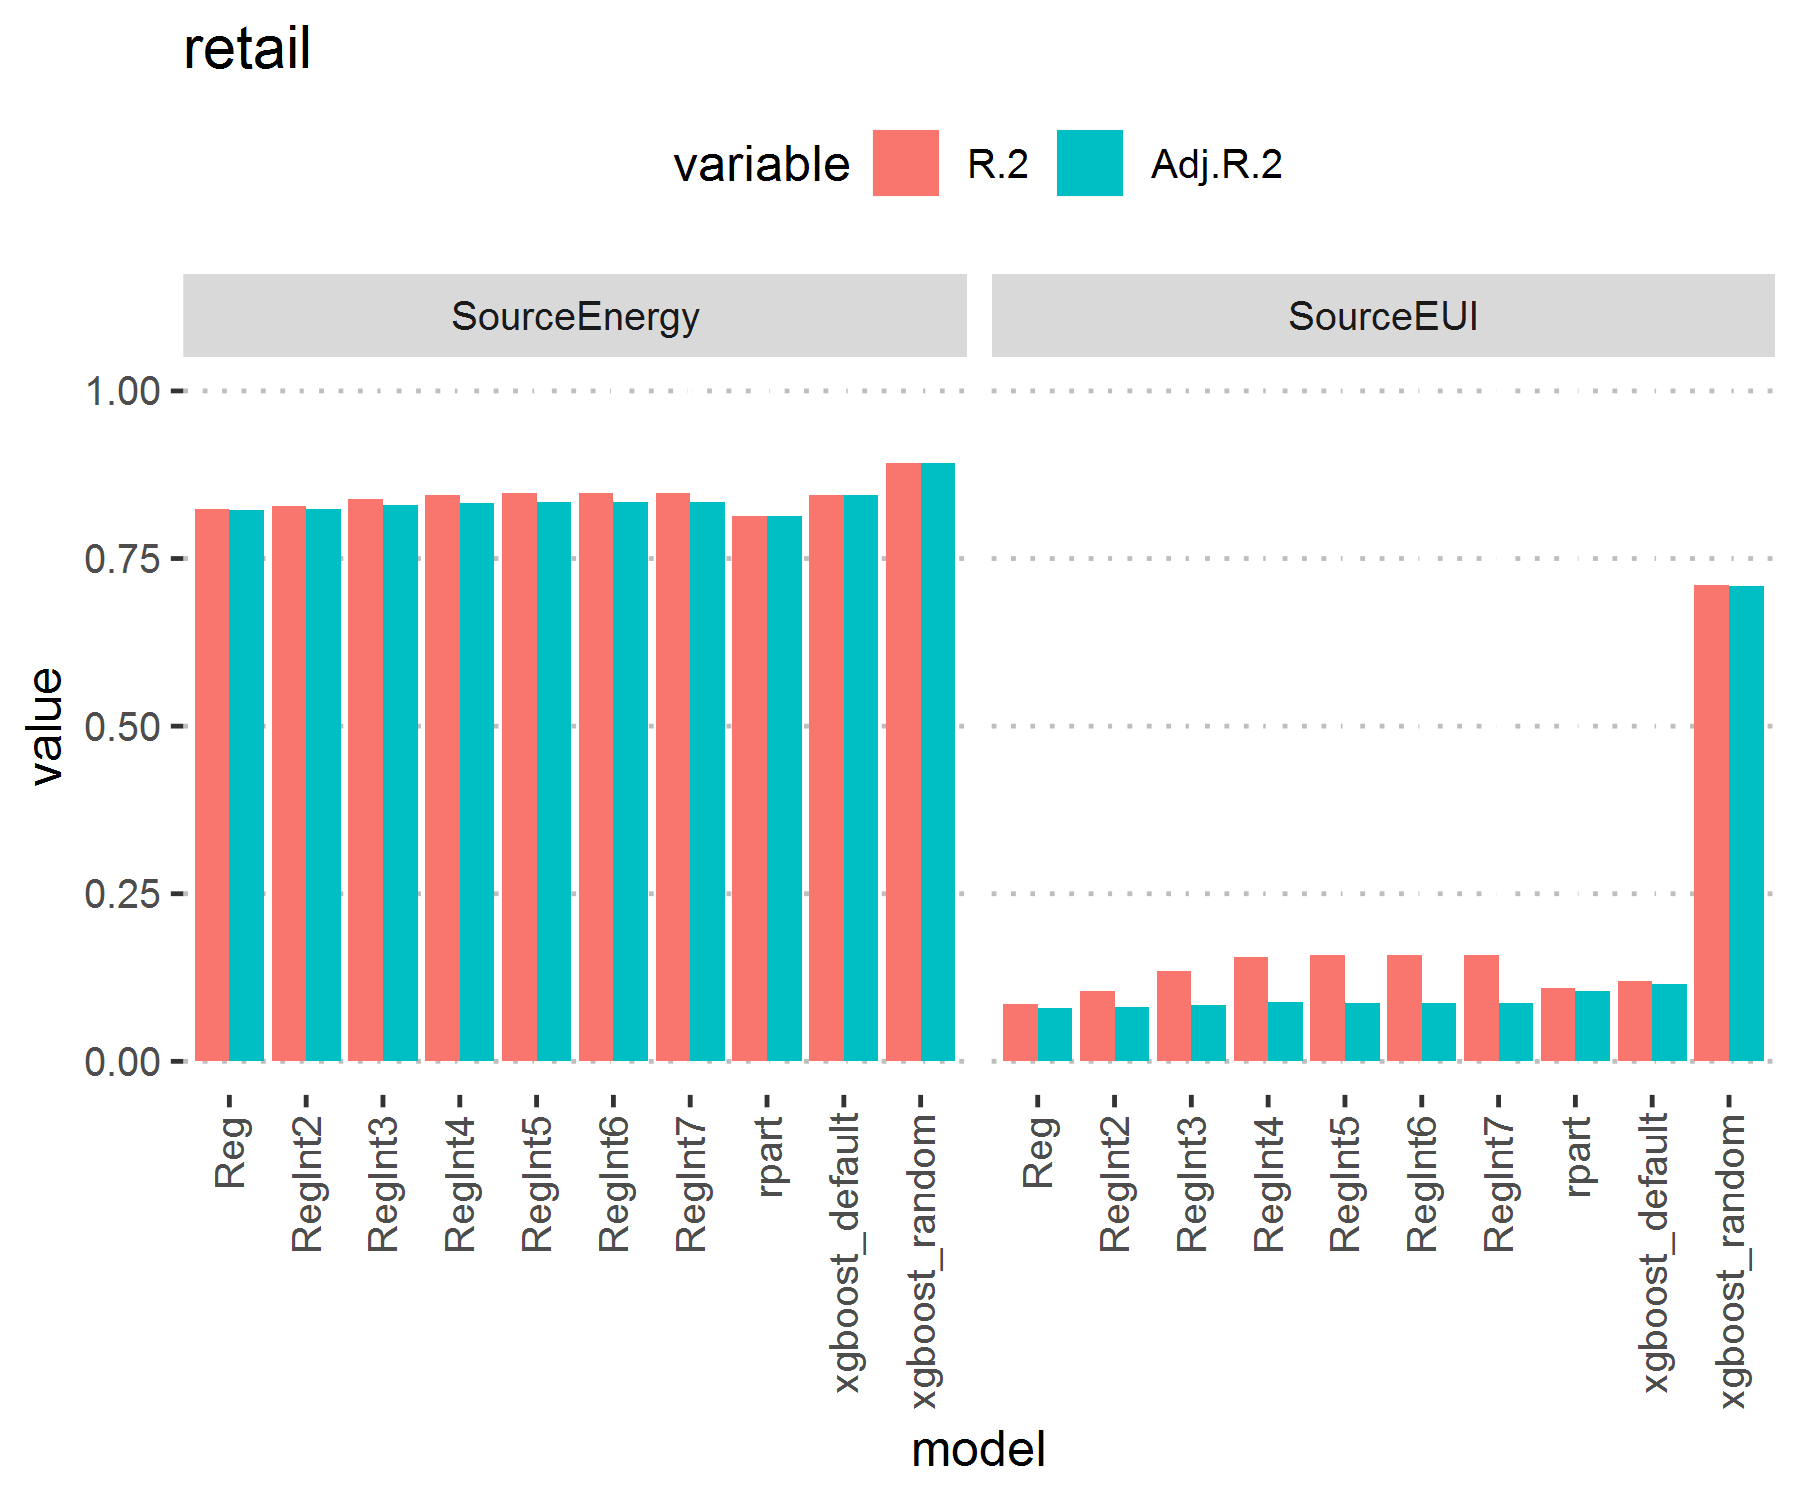 retail
variable R.2 Adj.R.2
SourceEnergy SourceEUI
1.00
0.75
0.50
0.25
0.00
value
Reg RegInt2 RegInt3 RegInt4 RegInt5 RegInt6 RegInt7 rpart xgboost_default xgboost_random Reg RegInt2 RegInt3 RegInt4 RegInt5 RegInt6 RegInt7 rpart xgboost_default xgboost_random
model